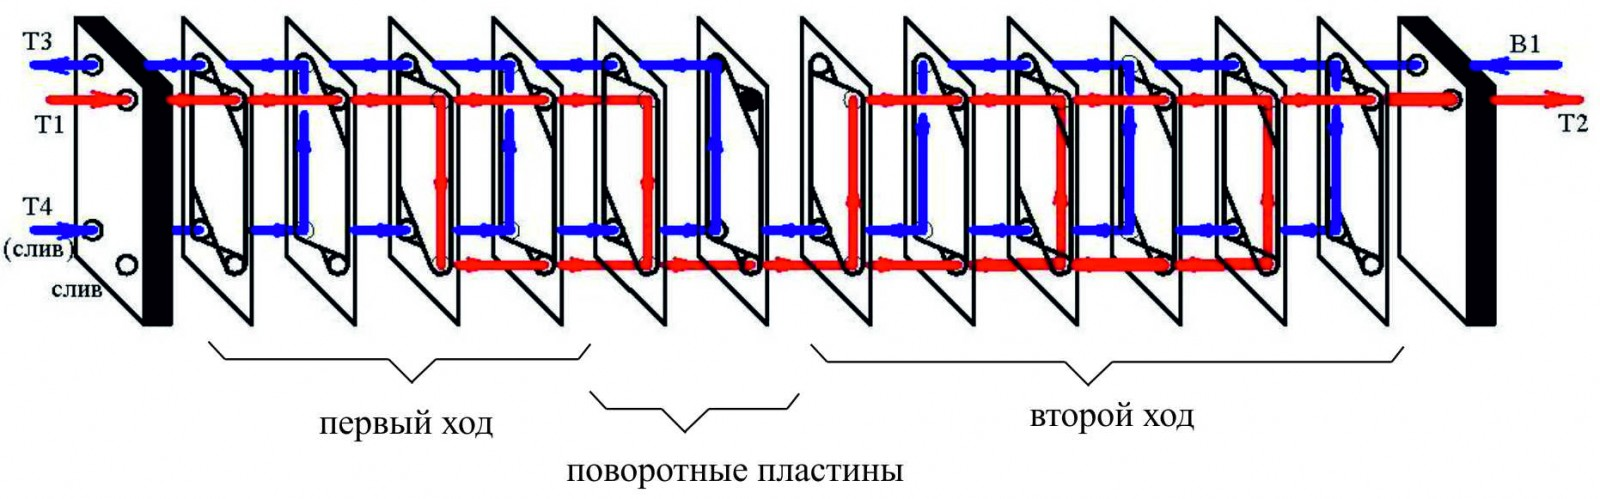 Т3
В1
Т1
Т2
Т4
(слив)
слив
первый ход
второй ход
поворотные пластины